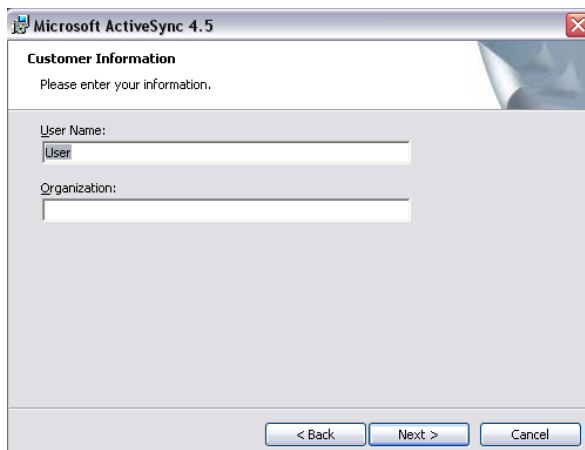 Microsoft ActiveSync 4.5
Customer Information
Please enter your information.
User Name:
User
Organization:
< Back Next > Cancel